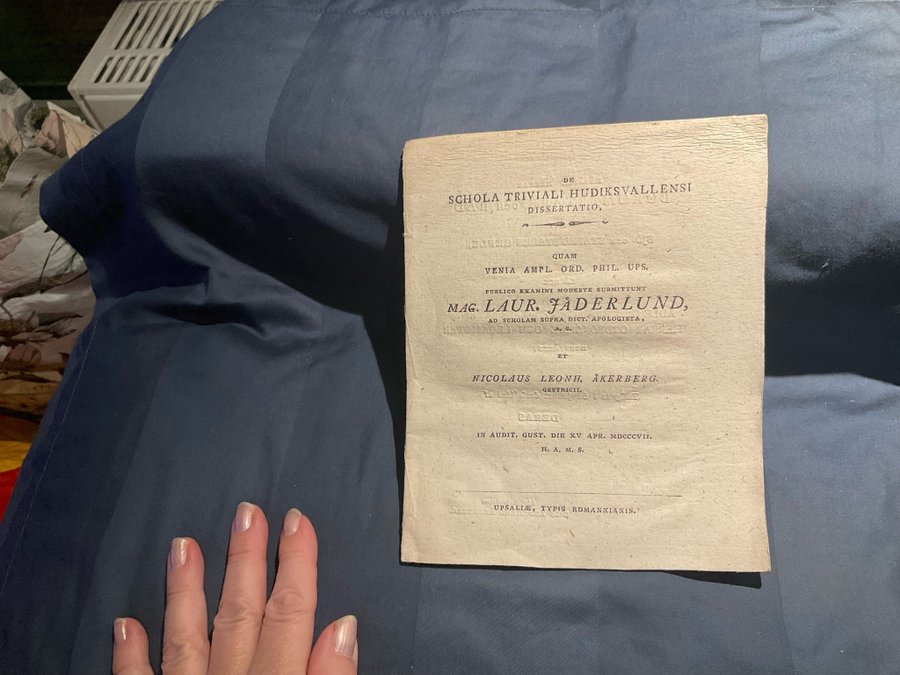 DE
SCHOLA TRIVIALI HUDIKSVALLENSI
DISSERTATIO,
QUAM
VENIA AMPL. ORD. PHIL. UPS.
PUBLICO EXAMINI MODESTE SUBMITTUNT
MAG. LAUR. JÄDERLUND,
AD SCHOLAM SUPRA DICT. APOLOGISTA,
ET
NICOLAUS LEONH. ÅKERBERG.
GESTRICII.
IN AUDIT. GUST. DIE XV APR. MDCCCVII.
H. A. M. S.
UPSALIÆ, TYPIS EDMANNIANIS.